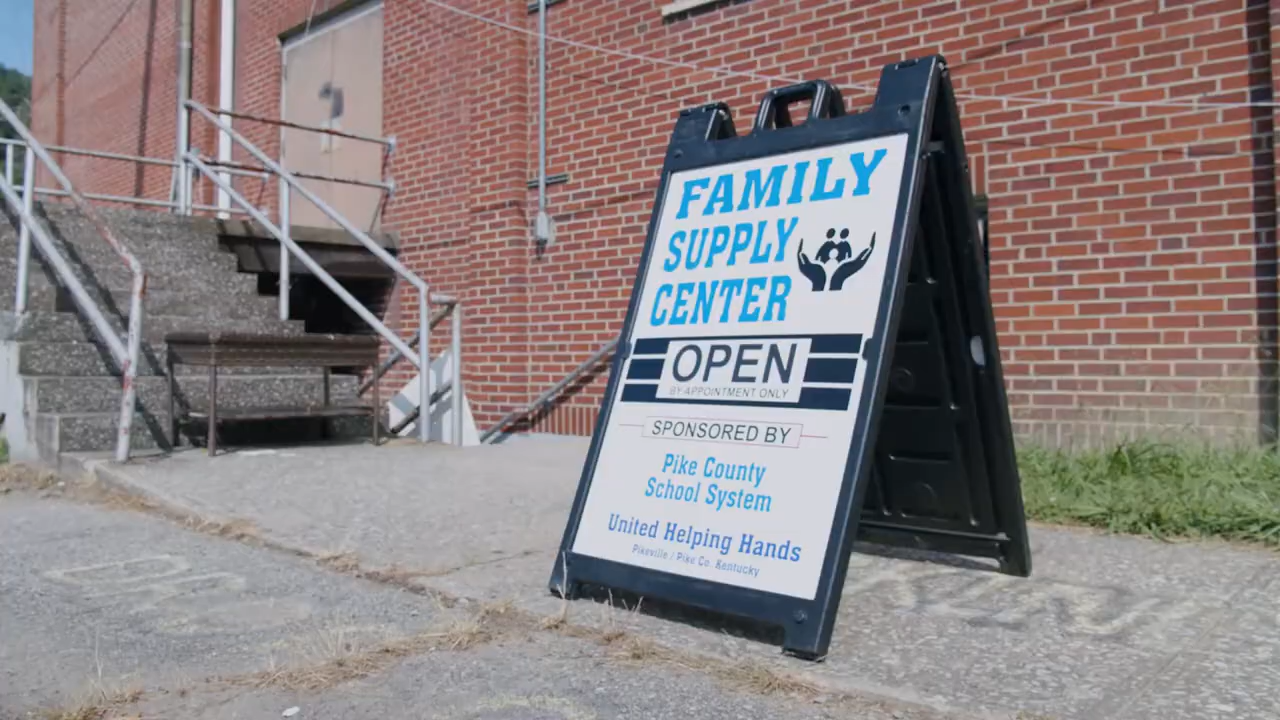 FAMILY
SUPPLY
CENTER
OPEN
BY APPOINTMENT ONLY
SPONSORED BY
Pike County
School System
United Helping Hands
Pikeville / Pike Co. Kentucky